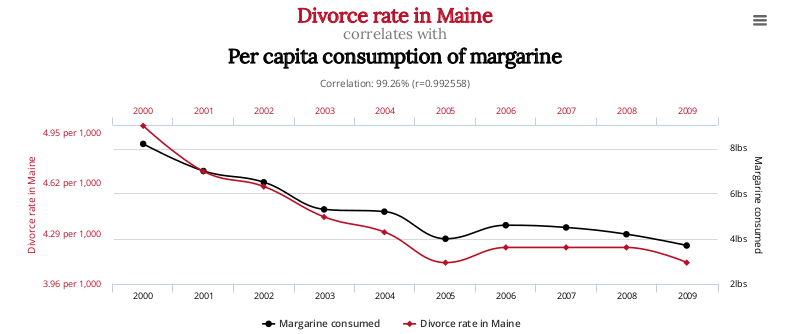 Divorce rate in Maine
correlates with
Per capita consumption of margarine
Correlation: 99.26% (r=0.992558)
2000 2001 2002 2003 2004 2005 2006 2007 2008 2009
4.95 per 1,000
4.62 per 1,000
4.29 per 1,000
3.96 per 1,000
Divorce rate in Maine
8lbs
6lbs
4lbs
2lbs
Margarine consumed
2000 2001 2002 2003 2004 2005 2006 2007 2008 2009
Margarine consumed Divorce rate in Maine